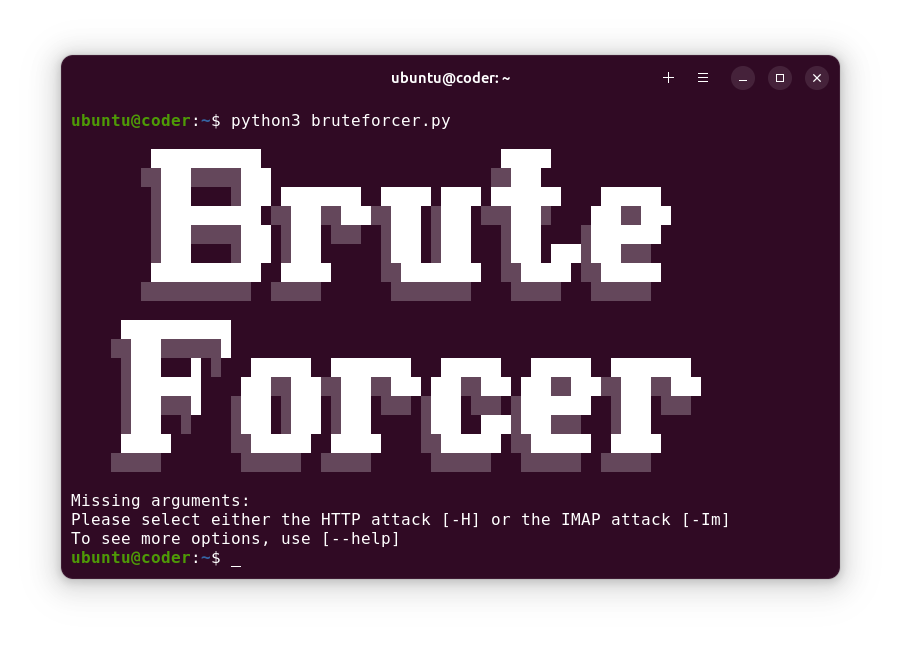 ubuntu@coder: ~
ubuntu@coder:~$ python3 bruteforcer.py
Brute
Forcer
Missing arguments:
Please select either the HTTP attack [-H] or the IMAP attack [-Im]
To see more options, use [--help]
ubuntu@coder:~$ _